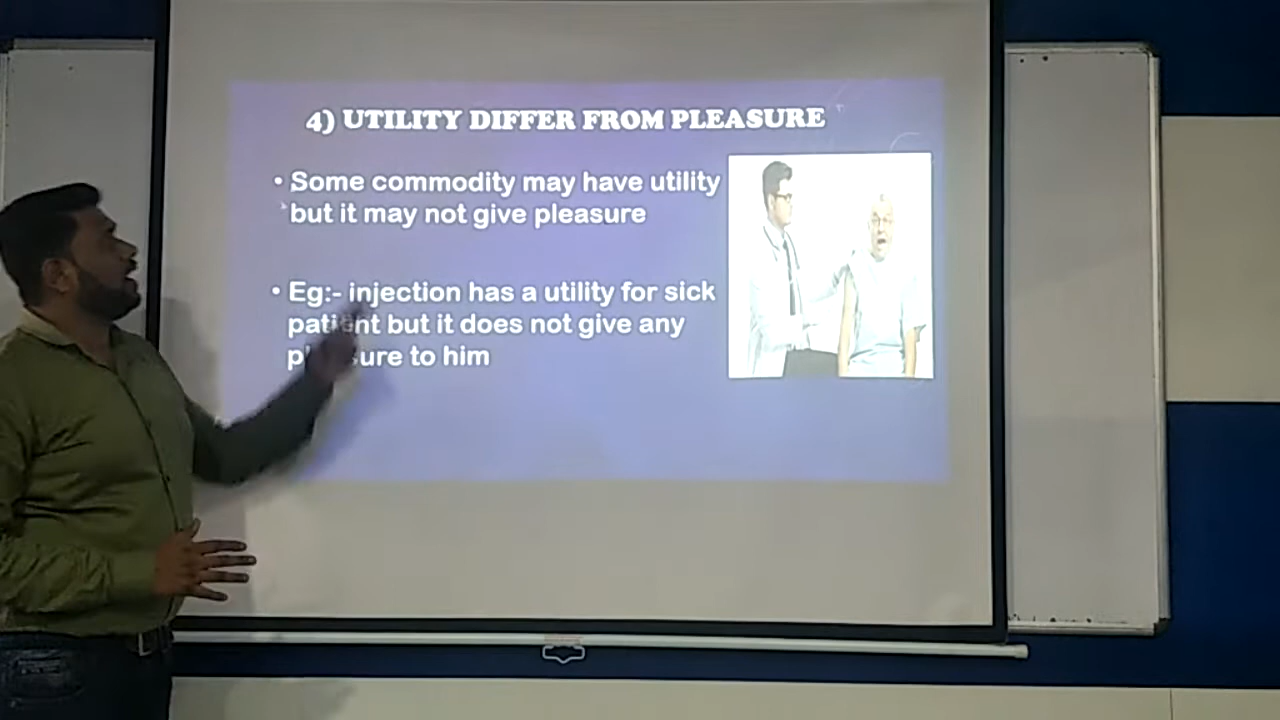 4) UTILITY DIFFER FROM PLEASURE
• Some commodity may have utility
but it may not give pleasure
• Eg:- injection has a utility for sick
patient but it does not give any
pleasure to him